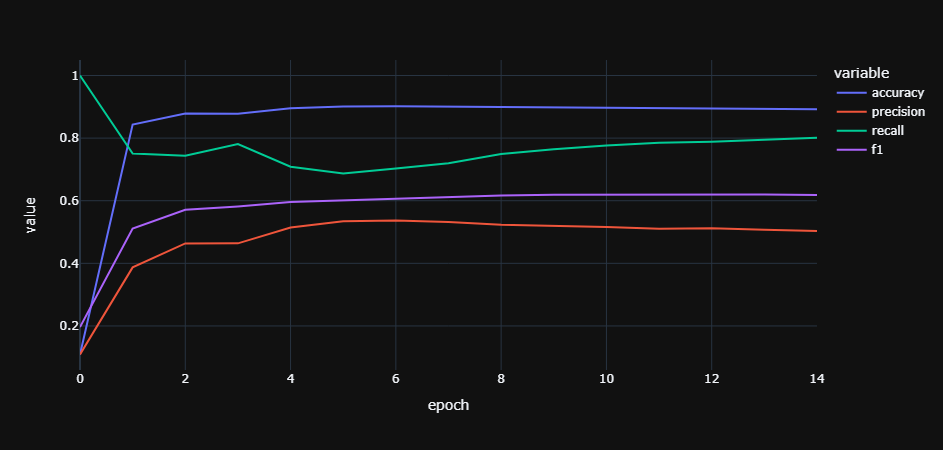 variable
accuracy
precision
recall
f1
value
1
0.8
0.6
0.4
0.2
0 2 4 6 8 10 12 14
epoch